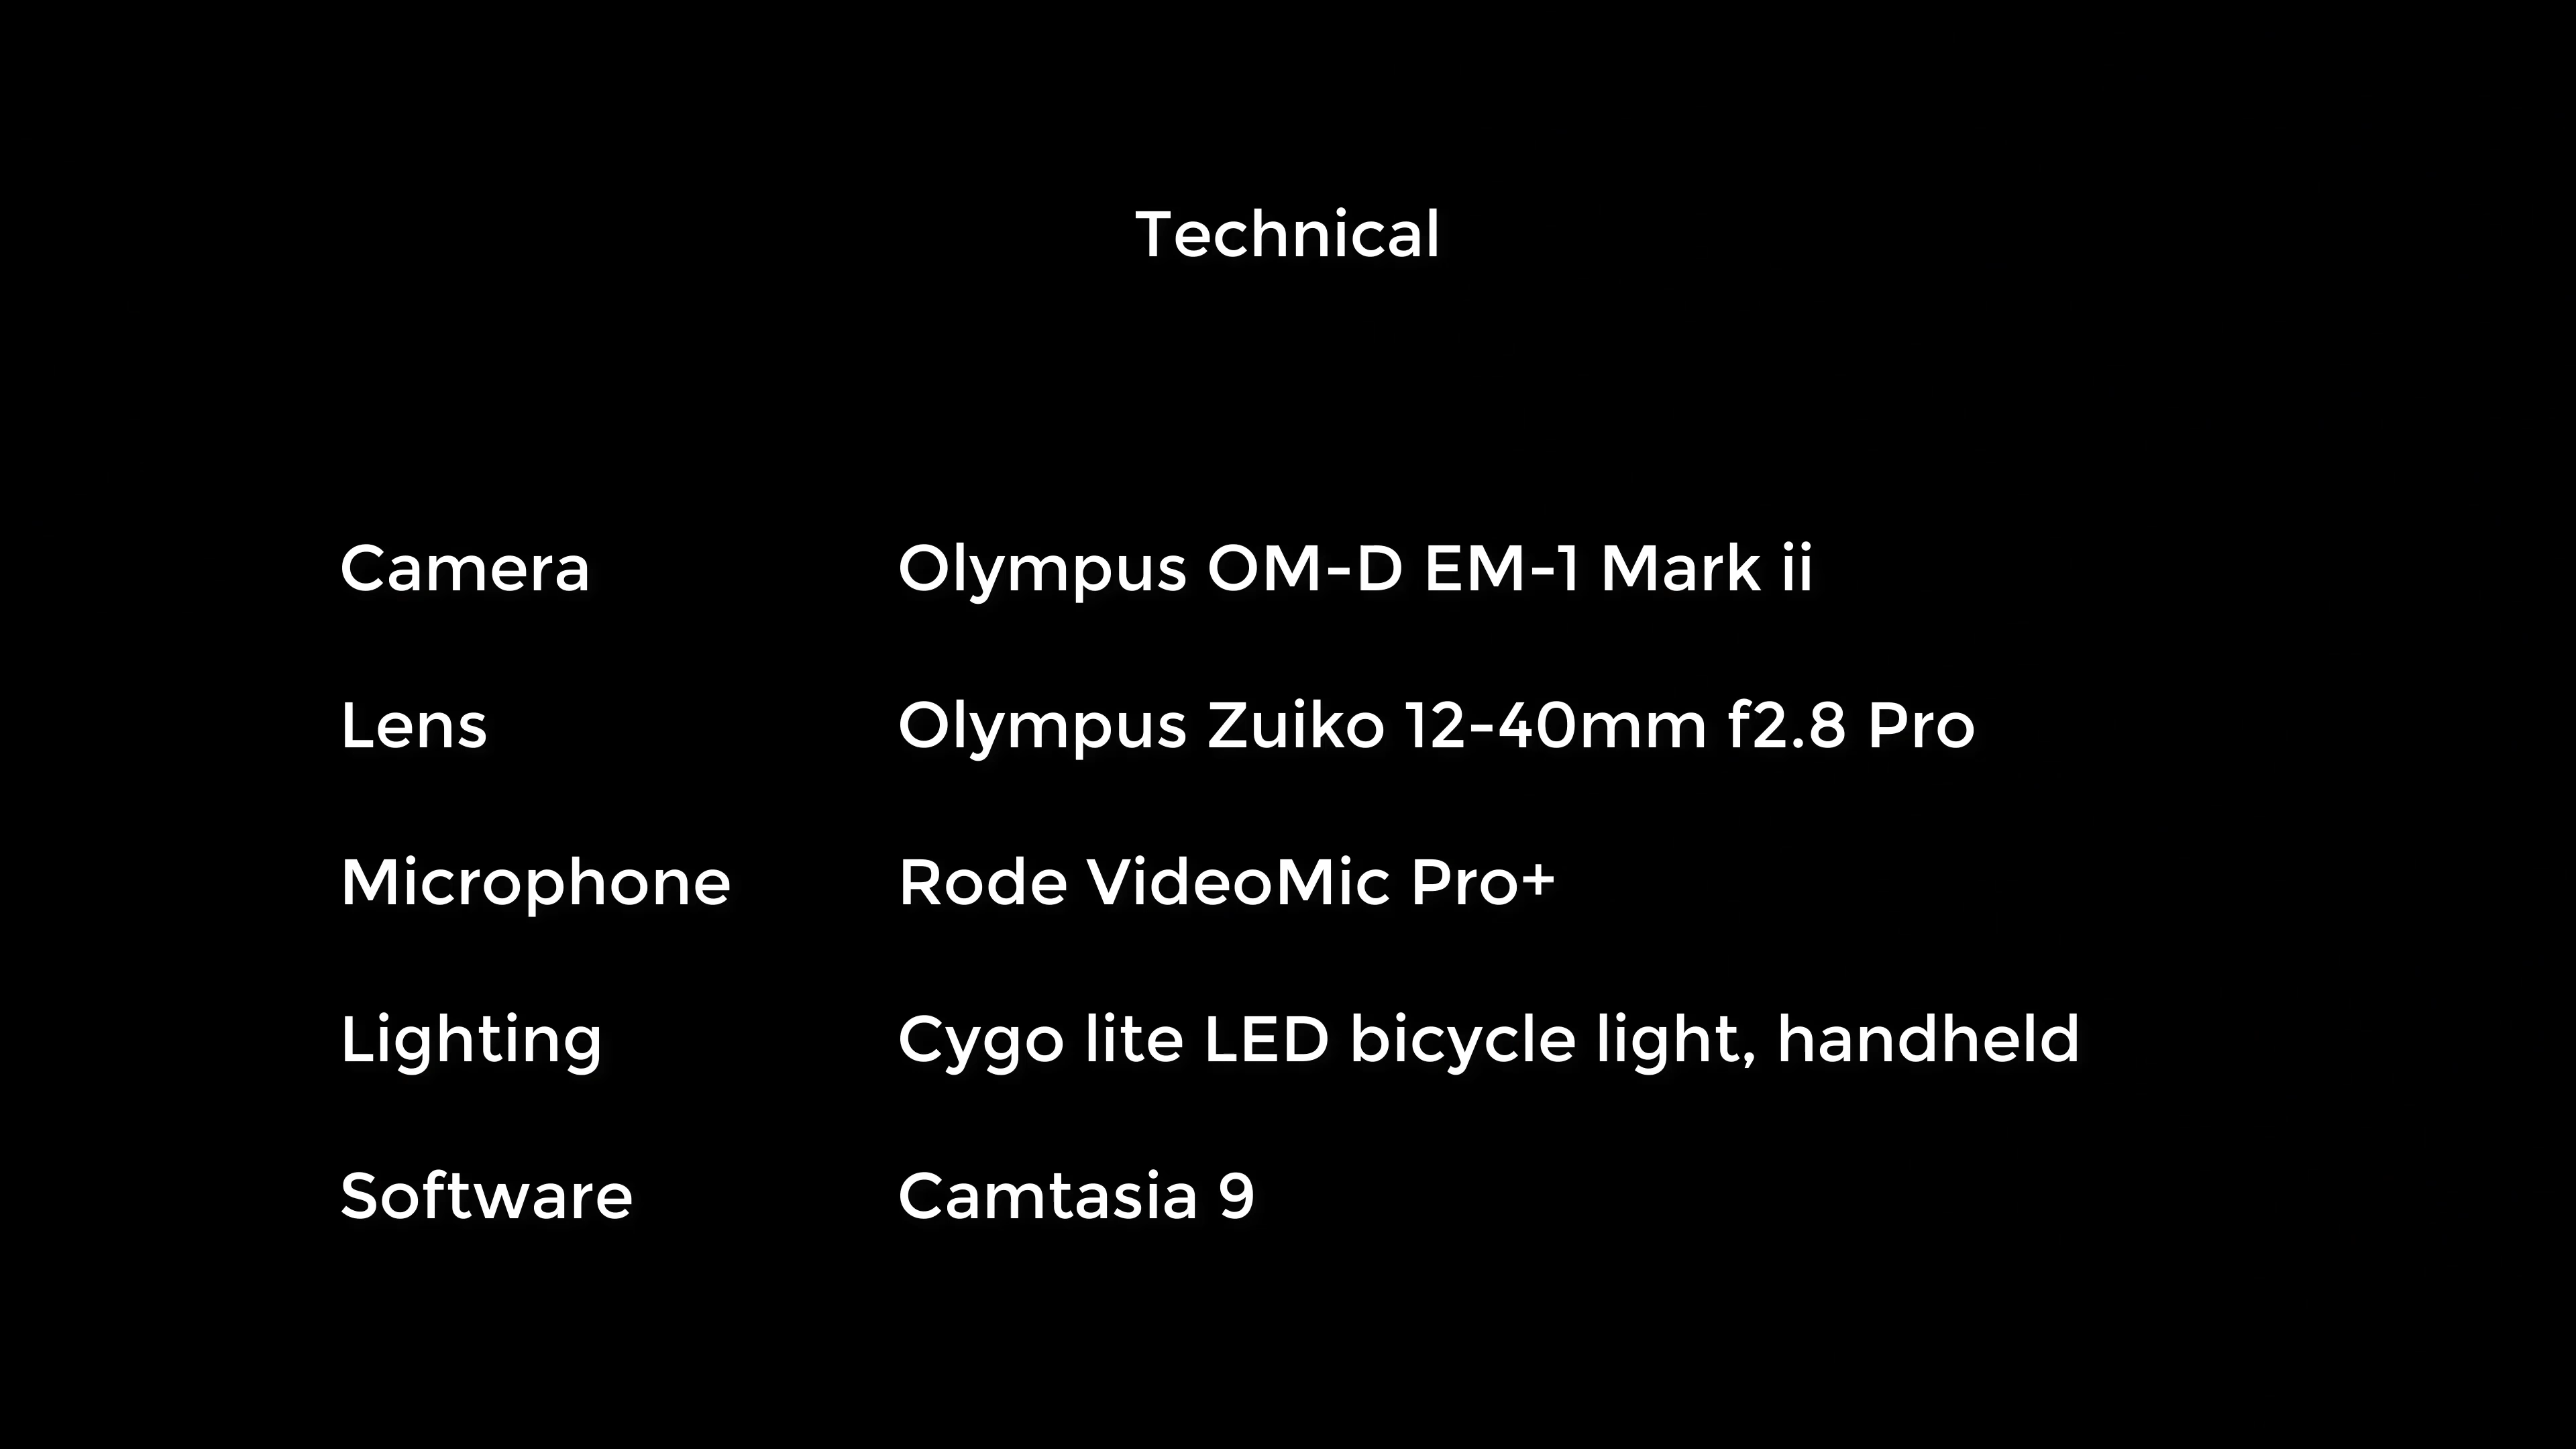 Technical
Camera Olympus OM-D EM-1 Mark ii
Lens Olympus Zuiko 12-40mm f2.8 Pro
Microphone Rode VideoMic Pro+
Lighting Cygo lite LED bicycle light, handheld
Software Camtasia 9